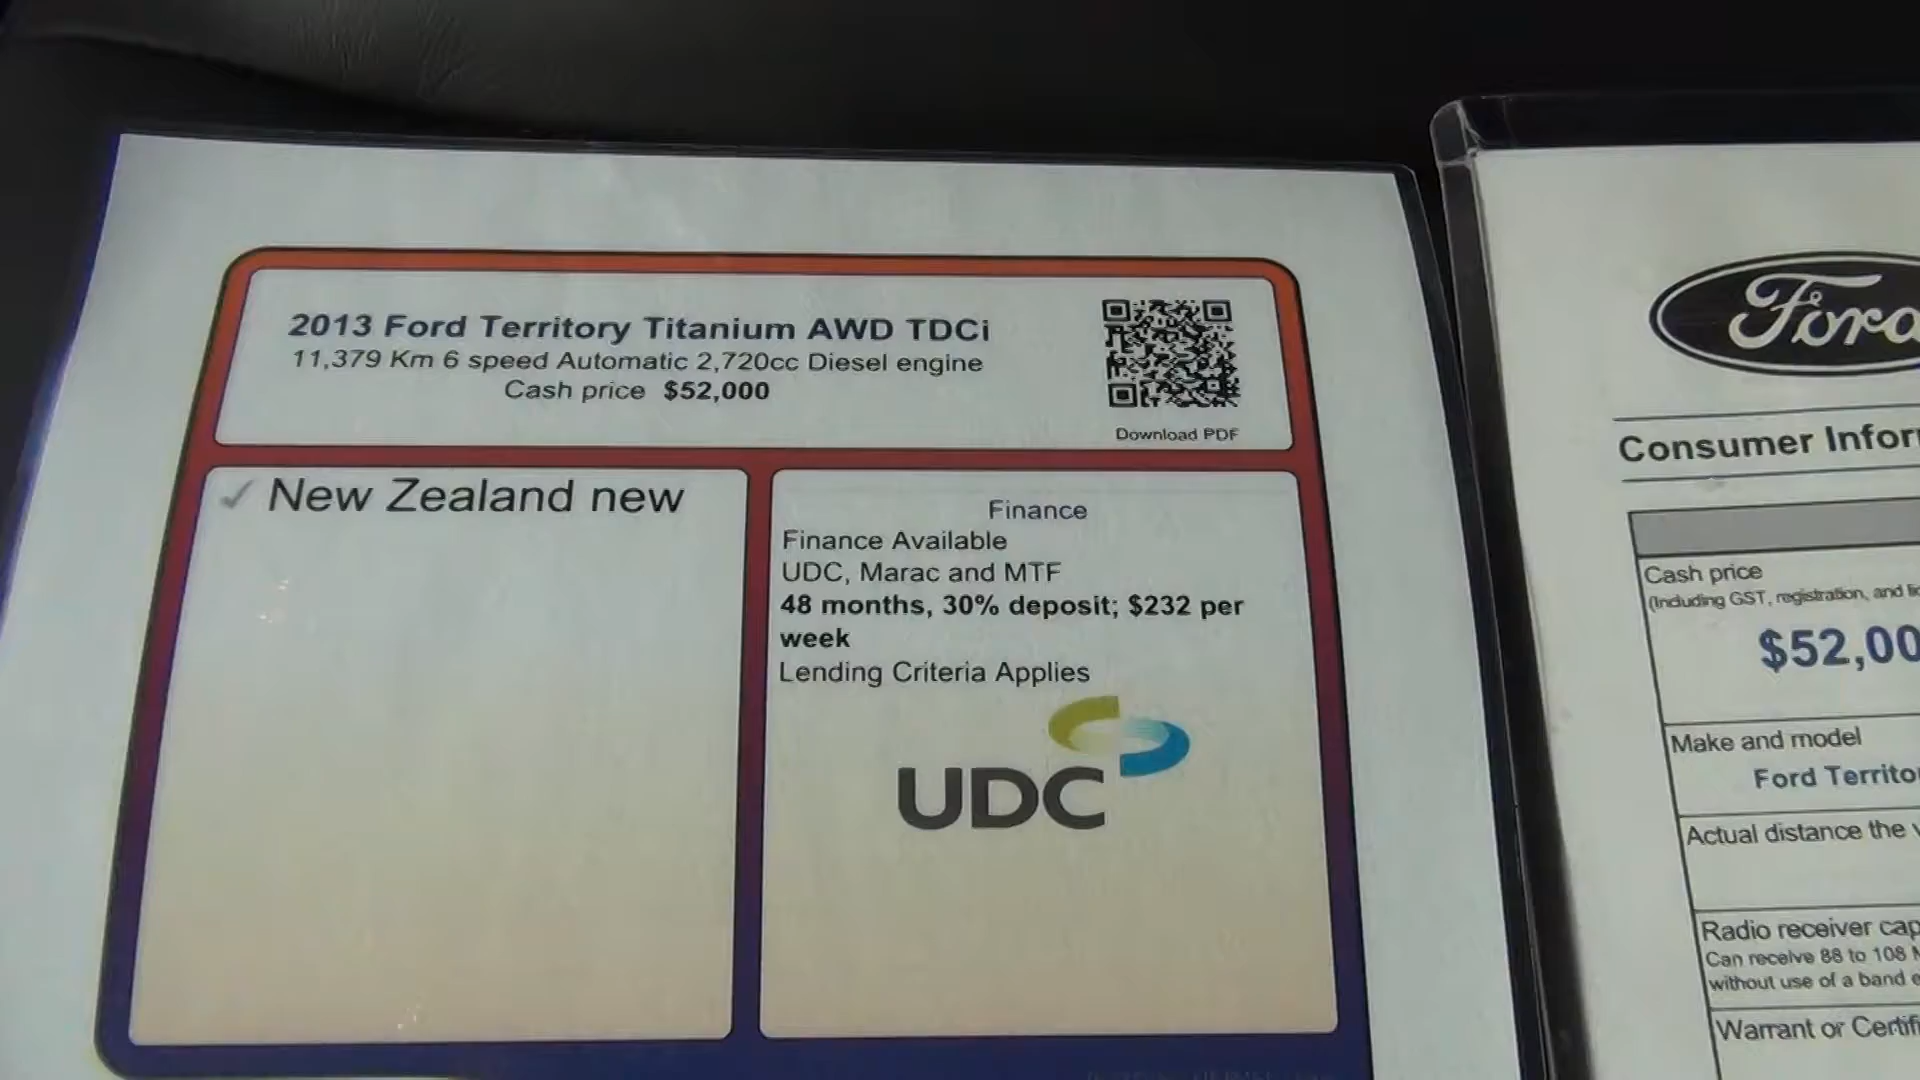 2013 Ford Territory Titanium AWD TDCi
11,379 Km 6 speed Automatic 2,720cc Diesel engine
Cash price $52,000
Download PDF
✓ New Zealand new
Finance
Finance Available
UDC, Marac and MTF
48 months, 30% deposit; $232 per
week
Lending Criteria Applies
UDC
Ford
Consumer Infor
Cash price
(Including GST, registration, and li
$52,00
Make and model
Ford Territo
Actual distance the v
Radio receiver cap
Can receive 88 to 108 M
without use of a band e
Warrant or Certifi